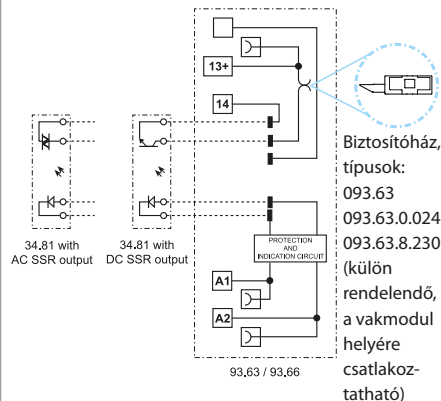 13+
14
34.81 with
AC SSR output
34.81 with
DC SSR output
PROTECTION
AND
INDICATION CIRCUIT
A1
A2
93.63 / 93.66
Biztosítóház,
típusok:
093.63
093.63.0.024
093.63.8.230
(külön
rendelendő,
a vakmodul
helyére
csatlakoz-
tatható)